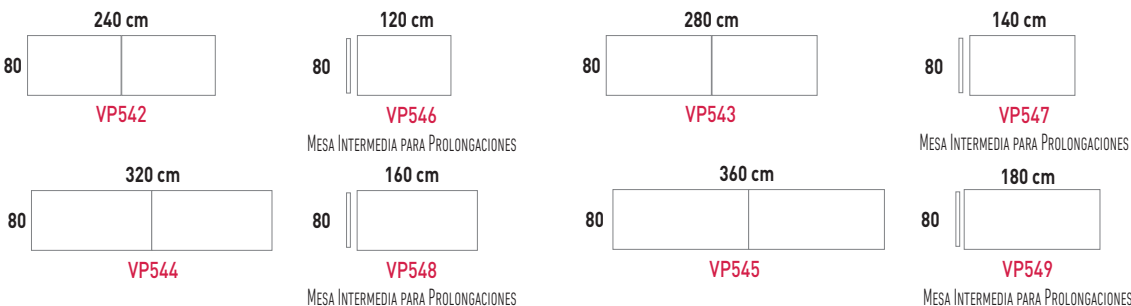 240 cm
120 cm
280 cm
140 cm
80
80
80
80
VP542
VP546
VP543
VP547
Mesa Intermedia para Prolongaciones
Mesa Intermedia para Prolongaciones
320 cm
160 cm
360 cm
180 cm
80
80
80
80
VP544
VP548
VP545
VP549
Mesa Intermedia para Prolongaciones
Mesa Intermedia para Prolongaciones